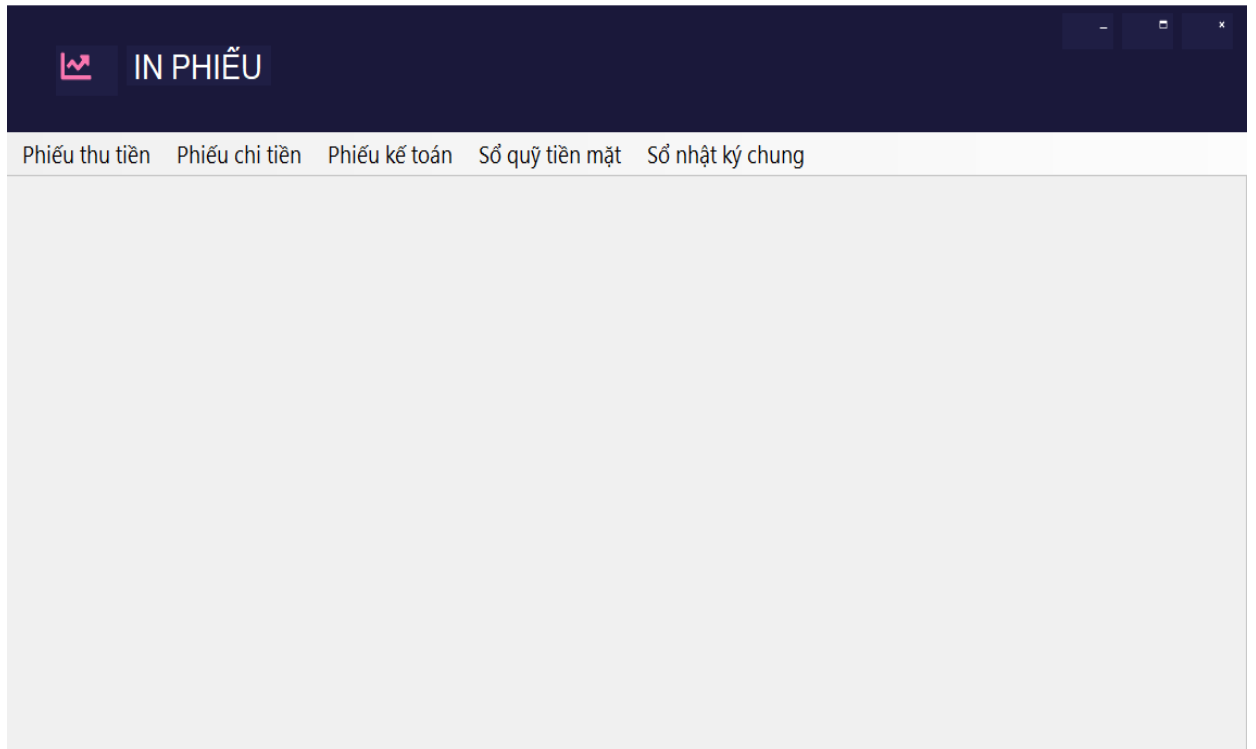 IN PHIẾU
Phiếu thu tiền Phiếu chi tiền Phiếu kế toán Sổ quỹ tiền mặt Sổ nhật ký chung